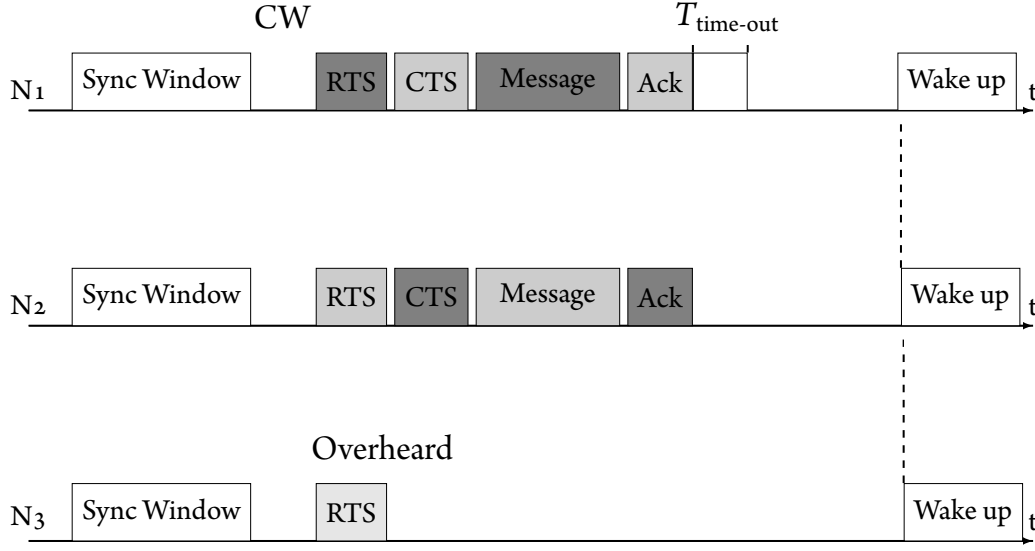 CW T_time-out
N1 Sync Window RTS CTS Message Ack Wake up t
N2 Sync Window RTS CTS Message Ack Wake up t
Overheard
N3 Sync Window RTS Wake up t